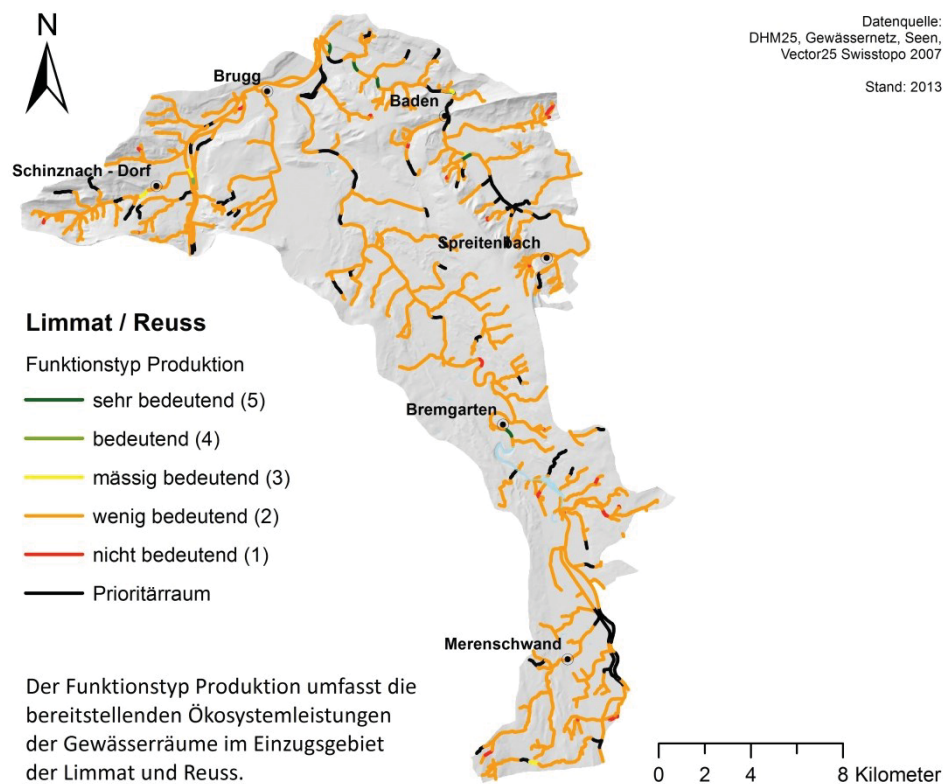 N
Datenquelle:
DHM25, Gewässernetz, Seen,
Vector25 Swisstopo 2007
Stand: 2013
Brugg
Baden
Schinznach - Dorf
Spreitenbach
Limmat / Reuss
Funktionstyp Produktion
sehr bedeutend (5)
bedeutend (4)
mässig bedeutend (3)
wenig bedeutend (2)
nicht bedeutend (1)
Prioritärraum
Bremgarten
Merenschwand
Der Funktionstyp Produktion umfasst die
bereitstellenden Ökosystemleistungen
der Gewässerräume im Einzugsgebiet
der Limmat und Reuss.
0 2 4 8 Kilometer